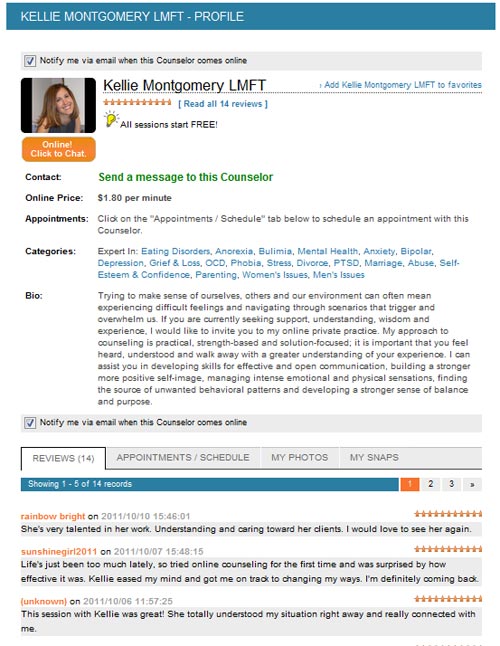 KELLIE MONTGOMERY LMFT - PROFILE
Notify me via email when this Counselor comes online
Kellie Montgomery LMFT
› Add Kellie Montgomery LMFT to favorites
[ Read all 14 reviews ]
All sessions start FREE!
Online!
Click to Chat.
Contact: Send a message to this Counselor
Online Price: $1.80 per minute
Appointments: Click on the "Appointments / Schedule" tab below to schedule an appointment with this
Counselor.
Categories: Expert In: Eating Disorders, Anorexia, Bulimia, Mental Health, Anxiety, Bipolar,
Depression, Grief & Loss, OCD, Phobia, Stress, Divorce, PTSD, Marriage, Abuse, Self-
Esteem & Confidence, Parenting, Women's Issues, Men's Issues
Bio: Trying to make sense of ourselves, others and our environment can often mean
experiencing difficult feelings and navigating through scenarios that trigger and
overwhelm us. If you are currently seeking support, understanding, wisdom and
experience, I would like to invite you to my online private practice. My approach to
counseling is practical, strength-based and solution-focused; it is important that you feel
heard, understood and walk away with a greater understanding of your experience. I can
assist you in developing skills for effective and open communication, building a stronger
more positive self-image, managing intense emotional and physical sensations, finding
the source of unwanted behavioral patterns and developing a stronger sense of balance
and purpose.
Notify me via email when this Counselor comes online
REVIEWS (14) APPOINTMENTS / SCHEDULE MY PHOTOS MY SNAPS
Showing 1 - 5 of 14 records 1 2 3 »
rainbow bright on 2011/10/10 15:46:01
She's very talented in her work. Understanding and caring toward her clients. I would love to see her again.
sunshinegirl2011 on 2011/10/07 15:48:15
Life's just been too much lately, so tried online counseling for the first time and was surprised by how
effective it was. Kellie eased my mind and got me on track to changing my ways. I'm definitely coming back.
(unknown) on 2011/10/06 11:57:25
This session with Kellie was great! She totally understood my situation right away and really connected with
me.